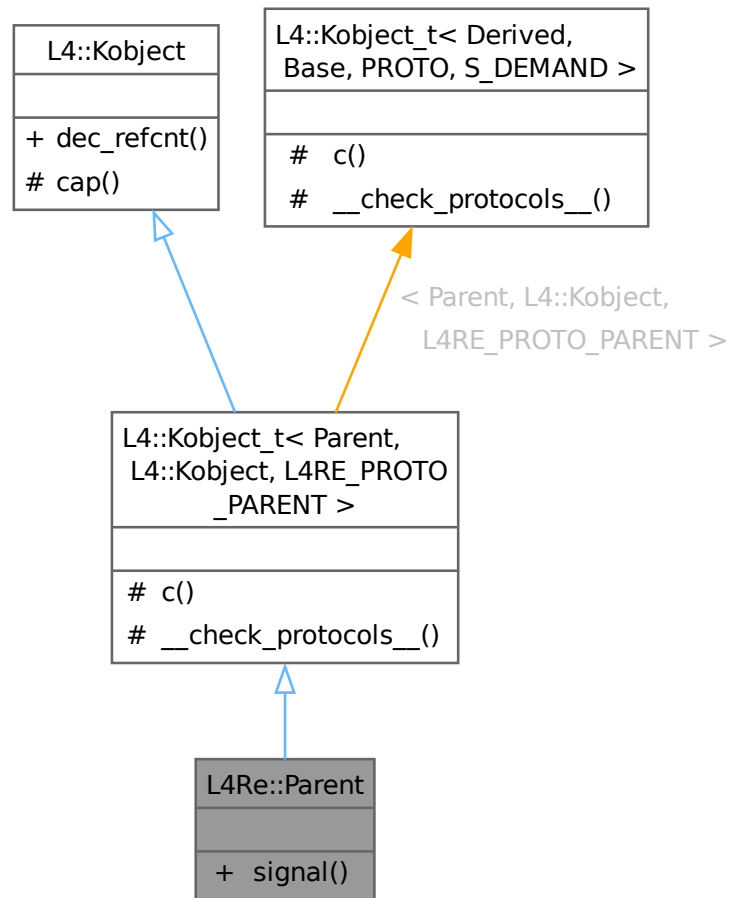 L4::Kobject
+ dec_refcnt()
# cap()
L4::Kobject_t< Derived,
Base, PROTO, S_DEMAND >
# c()
# __check_protocols__()
< Parent, L4::Kobject,
L4RE_PROTO_PARENT >
L4::Kobject_t< Parent,
L4::Kobject, L4RE_PROTO
_PARENT >
# c()
# __check_protocols__()
L4Re::Parent
+ signal()